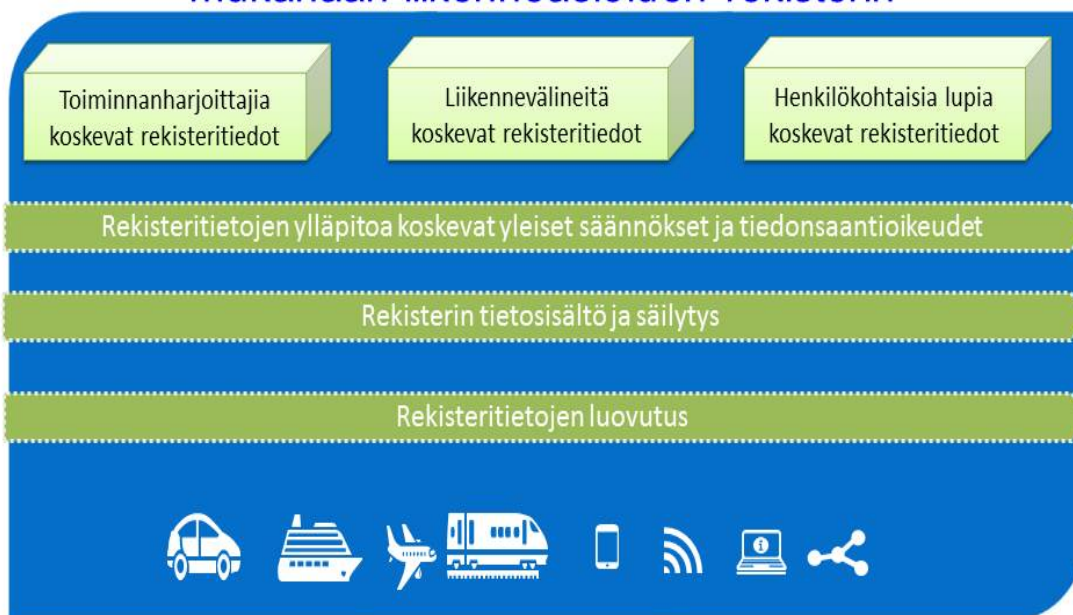 Toiminnanharjoittajia
koskevat rekisteritiedot
Liikennevälineitä
koskevat rekisteritiedot
Henkilökohtaisia lupia
koskevat rekisteritiedot
Rekisteritietojen ylläpitoa koskevat yleiset säännökset ja tiedonsaantioikeudet
Rekisterin tietosisältö ja säilytys
Rekisteritietojen luovutus